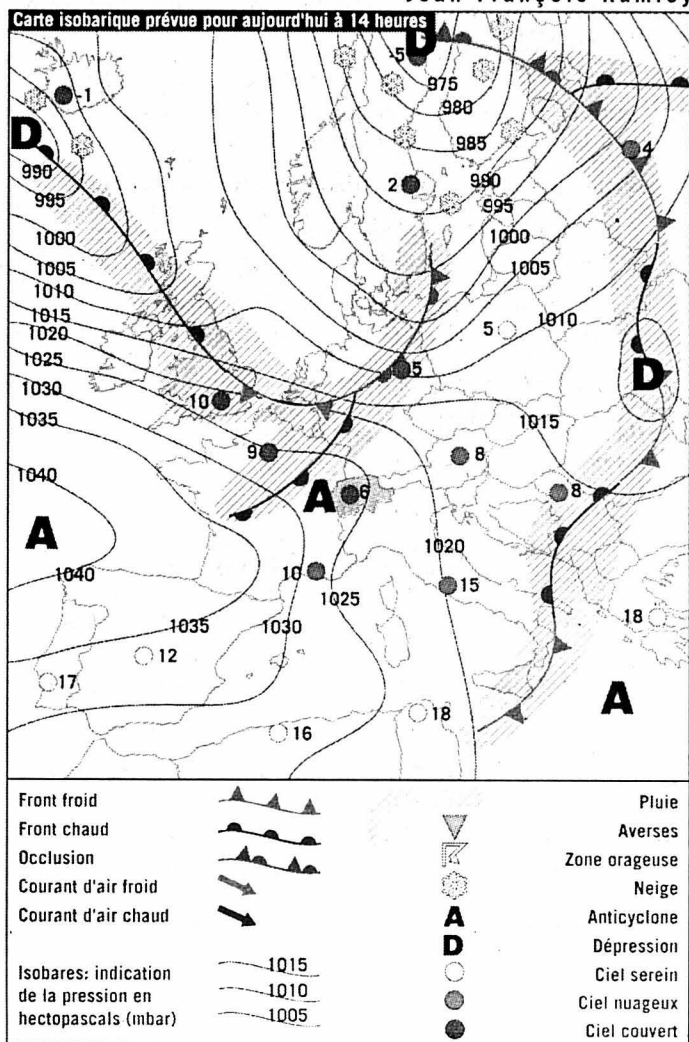 Carte isobarique prévue pour aujourd'hui à 14 heures
D
-5
975
-1
980
D
4
985
990
2
990
995
995
1000
1000
1005
1005
1010
1010
1015
5
1020
1025
5
D
1030
10
1035
1015
9
8
1040
A
6
8
A
1020
10
1040
1025
15
1035
1030
18
12
17
A
18
16
Front froid
Front chaud
Occlusion
Courant d'air froid
Courant d'air chaud
Isobares: indication
de la pression en
hectopascals (mbar)
1015
1010
1005
Pluie
Averses
Zone orageuse
Neige
A Anticyclone
D Dépression
Ciel serein
Ciel nuageux
Ciel couvert